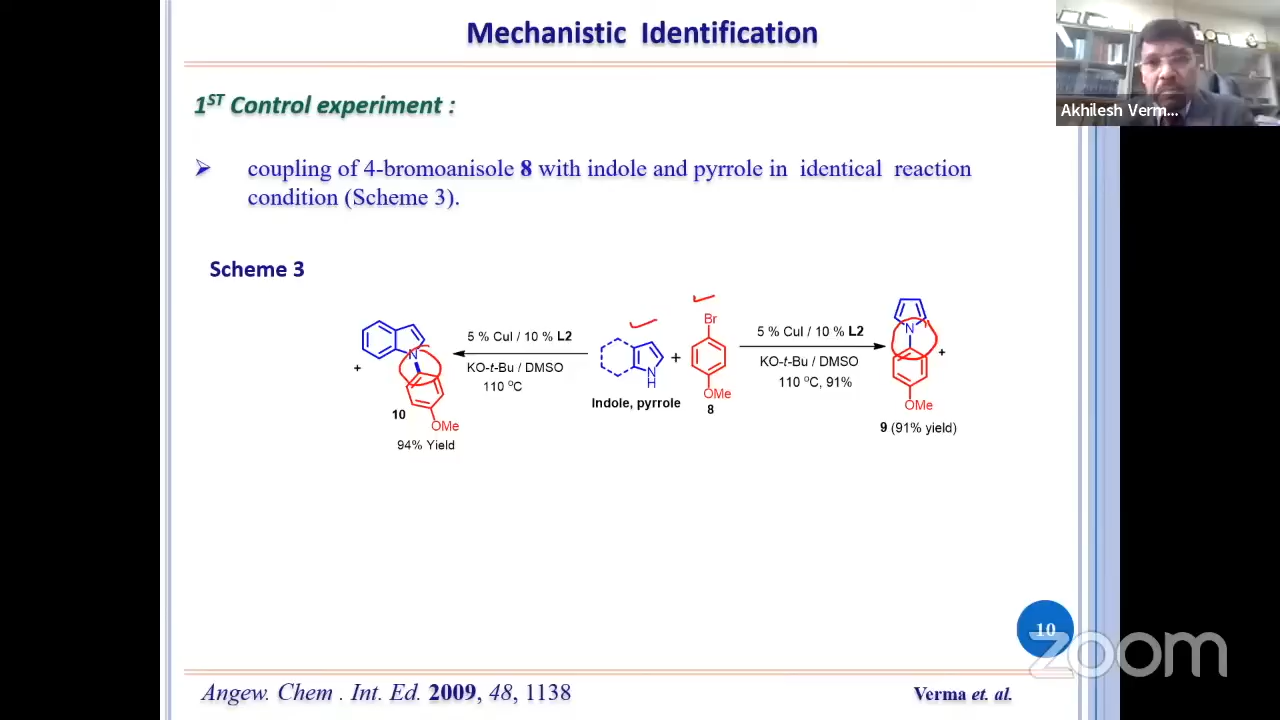 Mechanistic Identification
Akhilesh Verm...
1ST Control experiment :
➢ coupling of 4-bromoanisole 8 with indole and pyrrole in identical reaction
condition (Scheme 3).
Scheme 3
10
N
OMe
94% Yield
+
5 % CuI / 10 % L2
KO-t-Bu / DMSO
110 °C
N
H
Indole, pyrrole
+
Br
OMe
8
5 % CuI / 10 % L2
KO-t-Bu / DMSO
110 °C, 91%
N
OMe
+
9 (91% yield)
10
zoom
Angew. Chem . Int. Ed. 2009, 48, 1138
Verma et. al.